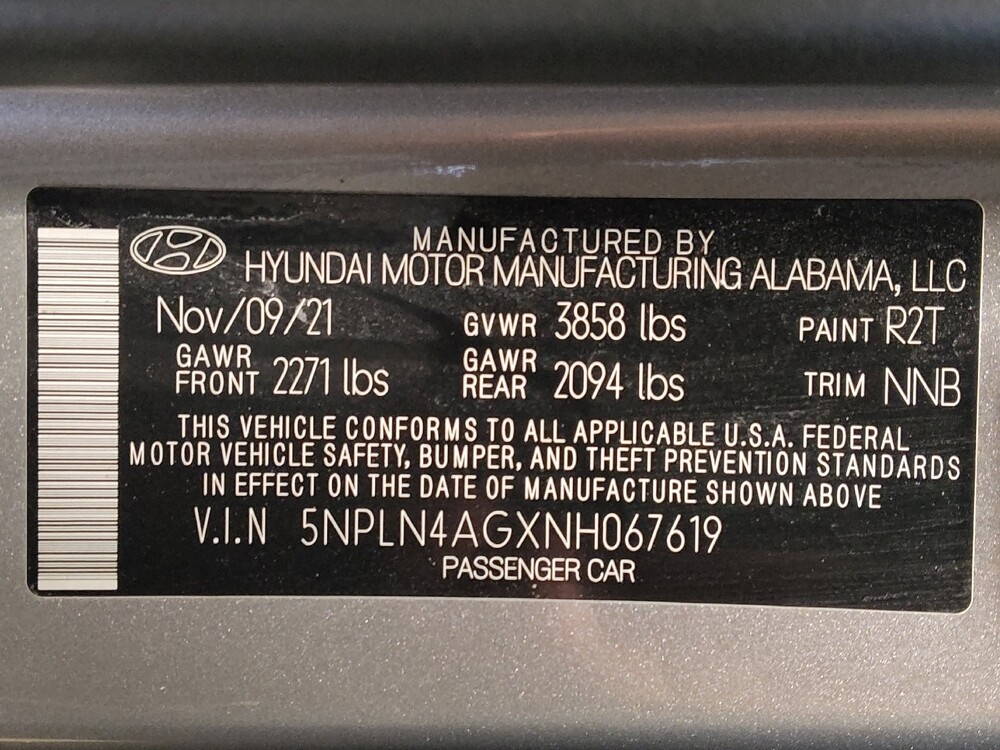 MANUFACTURED BY
HYUNDAI MOTOR MANUFACTURING ALABAMA, LLC
Nov/09/21 GVWR 3858 lbs PAINT R2T
GAWR FRONT 2271 lbs GAWR REAR 2094 lbs TRIM NNB
THIS VEHICLE CONFORMS TO ALL APPLICABLE U.S.A. FEDERAL
MOTOR VEHICLE SAFETY, BUMPER, AND THEFT PREVENTION STANDARDS
IN EFFECT ON THE DATE OF MANUFACTURE SHOWN ABOVE
V.I.N 5NPLN4AGXNH067619
PASSENGER CAR